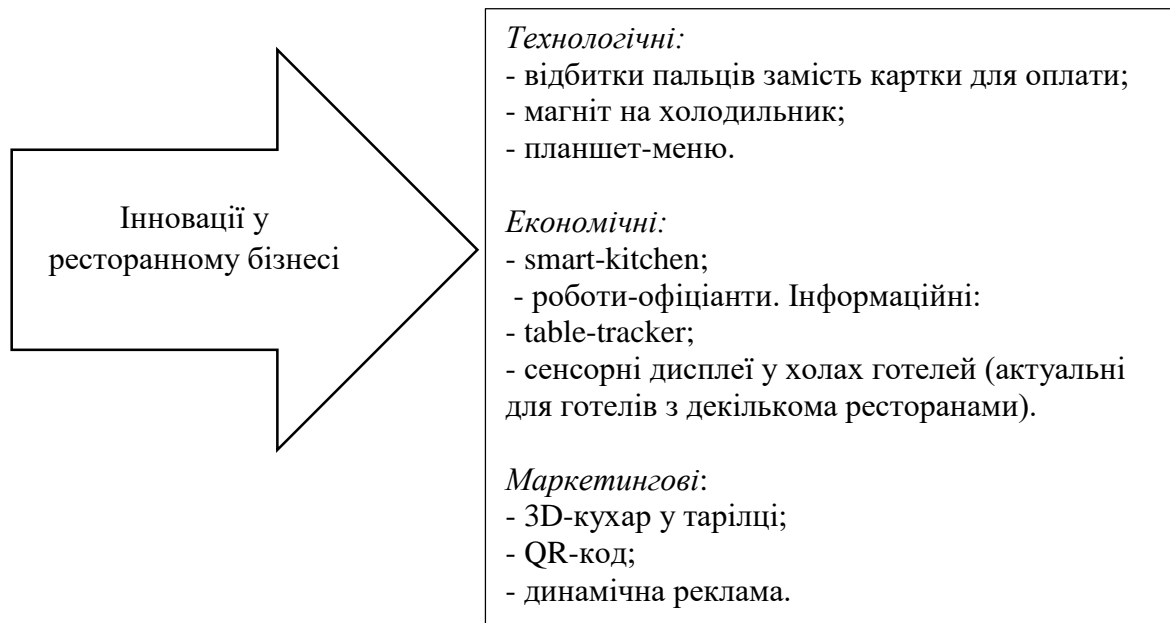 Інновації у
ресторанному бізнесі
Технологічні:
- відбитки пальців замість картки для оплати;
- магніт на холодильник;
- планшет-меню.
Економічні:
- smart-kitchen;
- роботи-офіціанти. Інформаційні:
- table-tracker;
- сенсорні дисплеї у холах готелей (актуальні
для готелів з декількома ресторанами).
Маркетингові:
- 3D-кухар у тарілці;
- QR-код;
- динамічна реклама.